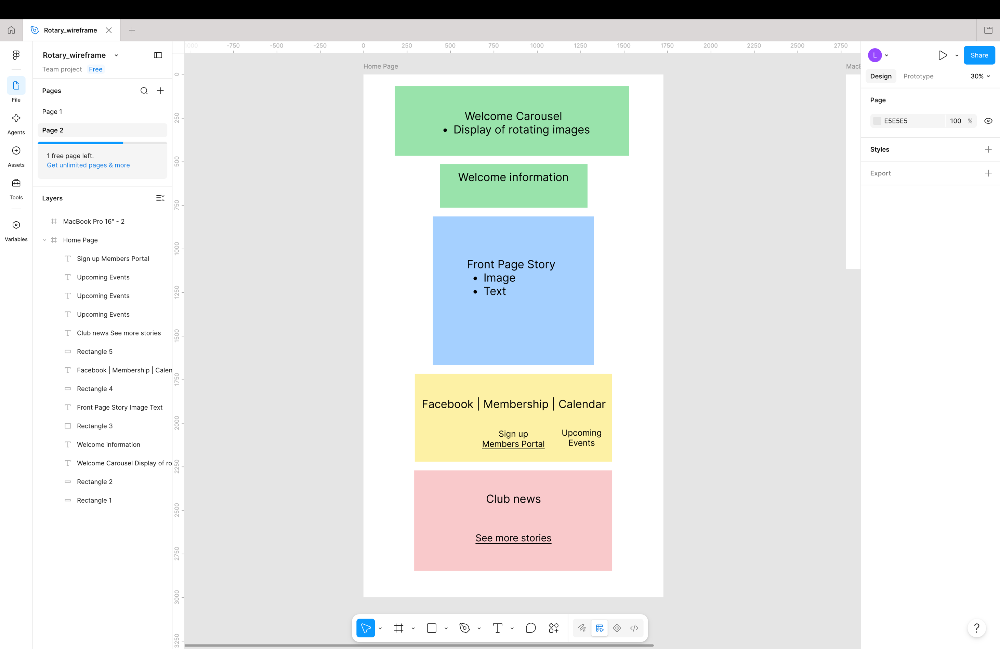 Rotary_wireframe
Rotary_wireframe
Team project Free
File
Agents
Assets
Tools
Variables
Pages
Page 1
Page 2
1 free page left.
Get unlimited pages & more
Layers
MacBook Pro 16" - 2
Home Page
Sign up Members Portal
Upcoming Events
Upcoming Events
Upcoming Events
Club news See more stories
Rectangle 5
Facebook | Membership | Calen
Rectangle 4
Front Page Story Image Text
Rectangle 3
Welcome information
Welcome Carousel Display of ro
Rectangle 2
Rectangle 1
1000 -750 -500 -250 0 250 500 750 1000 1250 1500 1750 2000 2250 2500 2750
0
250
500
750
1000
1250
1500
1750
2000
2250
2500
2750
3000
3250
Home Page
MacB
Welcome Carousel
• Display of rotating images
Welcome information
Front Page Story
• Image
• Text
Facebook | Membership | Calendar
Sign up
Members Portal
Upcoming
Events
Club news
See more stories
L
Share
Design Prototype 30%
Page
E5E5E5 100 %
Styles
Export
?